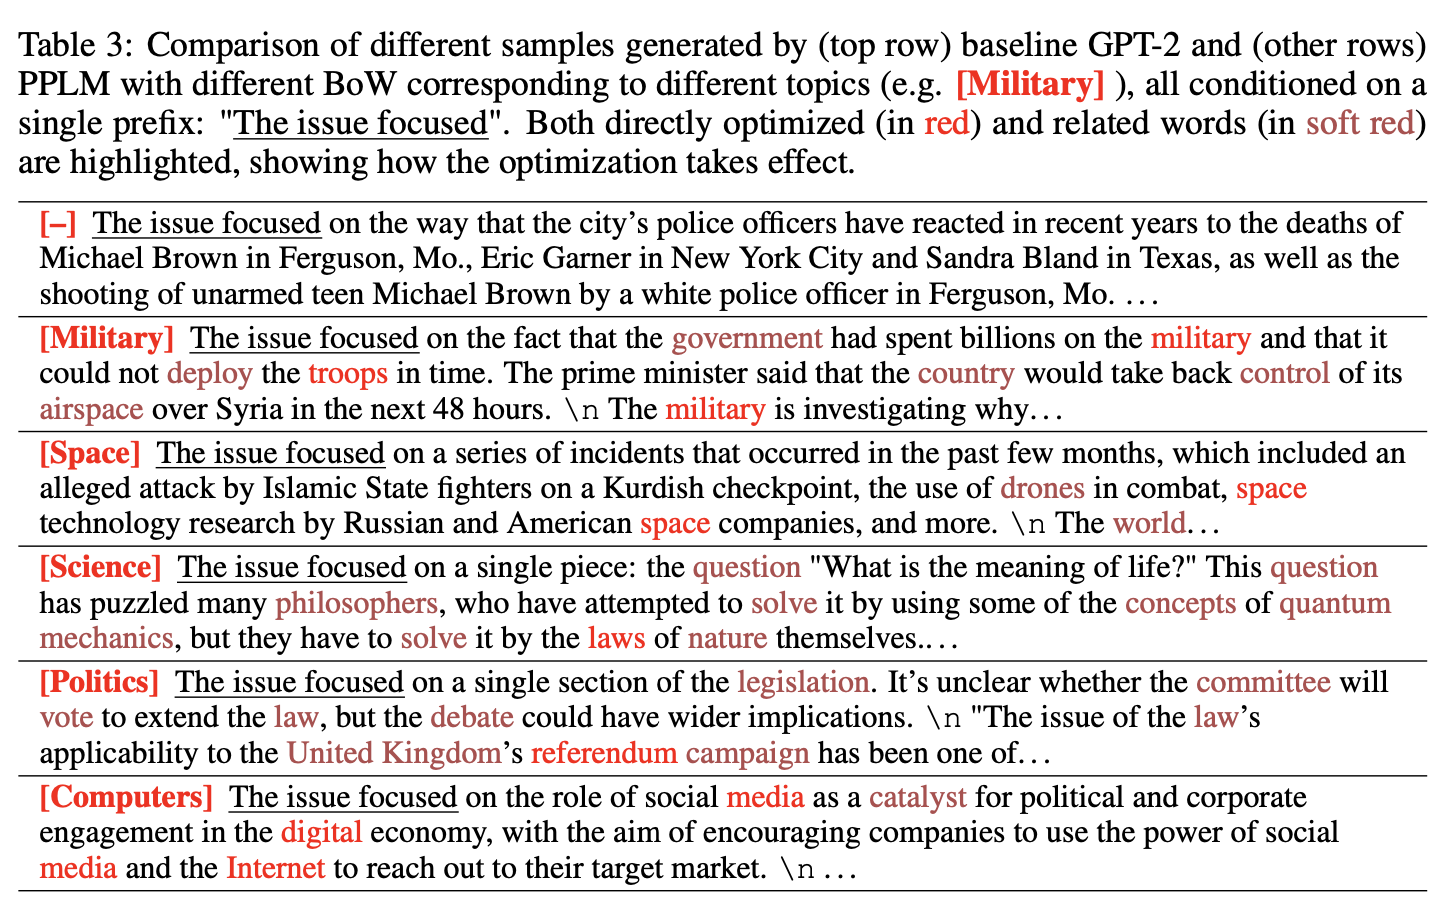 Table 3: Comparison of different samples generated by (top row) baseline GPT-2 and (other rows)
PPLM with different BoW corresponding to different topics (e.g. [Military] ), all conditioned on a
single prefix: "The issue focused". Both directly optimized (in red) and related words (in soft red)
are highlighted, showing how the optimization takes effect.
[–] The issue focused on the way that the city’s police officers have reacted in recent years to the deaths of
Michael Brown in Ferguson, Mo., Eric Garner in New York City and Sandra Bland in Texas, as well as the
shooting of unarmed teen Michael Brown by a white police officer in Ferguson, Mo. ...
[Military] The issue focused on the fact that the government had spent billions on the military and that it
could not deploy the troops in time. The prime minister said that the country would take back control of its
airspace over Syria in the next 48 hours. \n The military is investigating why...
[Space] The issue focused on a series of incidents that occurred in the past few months, which included an
alleged attack by Islamic State fighters on a Kurdish checkpoint, the use of drones in combat, space
technology research by Russian and American space companies, and more. \n The world...
[Science] The issue focused on a single piece: the question "What is the meaning of life?" This question
has puzzled many philosophers, who have attempted to solve it by using some of the concepts of quantum
mechanics, but they have to solve it by the laws of nature themselves....
[Politics] The issue focused on a single section of the legislation. It’s unclear whether the committee will
vote to extend the law, but the debate could have wider implications. \n "The issue of the law’s
applicability to the United Kingdom’s referendum campaign has been one of...
[Computers] The issue focused on the role of social media as a catalyst for political and corporate
engagement in the digital economy, with the aim of encouraging companies to use the power of social
media and the Internet to reach out to their target market. \n ...